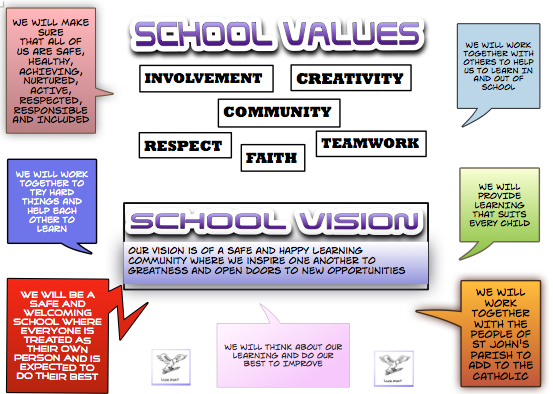 WE WILL MAKE
SURE
THAT ALL OF
US ARE SAFE,
HEALTHY,
ACHIEVING,
NURTURED,
ACTIVE,
RESPECTED,
RESPONSIBLE
AND INCLUDED
SCHOOL VALUES
INVOLVEMENT
CREATIVITY
COMMUNITY
RESPECT
FAITH
TEAMWORK
WE WILL WORK
TOGETHER WITH
OTHERS TO HELP
US TO LEARN IN
AND OUT OF
SCHOOL
WE WILL WORK
TOGETHER TO
TRY HARD
THINGS AND
HELP EACH
OTHER TO
LEARN
WE WILL
PROVIDE
LEARNING
THAT SUITS
EVERY CHILD
SCHOOL VISION
OUR VISION IS OF A SAFE AND HAPPY LEARNING
COMMUNITY WHERE WE INSPIRE ONE ANOTHER TO
GREATNESS AND OPEN DOORS TO NEW OPPORTUNITIES
WE WILL BE A
SAFE AND
WELCOMING
SCHOOL WHERE
EVERYONE IS
TREATED AS
THEIR OWN
PERSON AND IS
EXPECTED TO
DO THEIR BEST
WE WILL THINK ABOUT OUR
LEARNING AND DO OUR
BEST TO IMPROVE
WE WILL
WORK
TOGETHER
WITH THE
PEOPLE OF
ST JOHN'S
PARISH TO
ADD TO THE
CATHOLIC